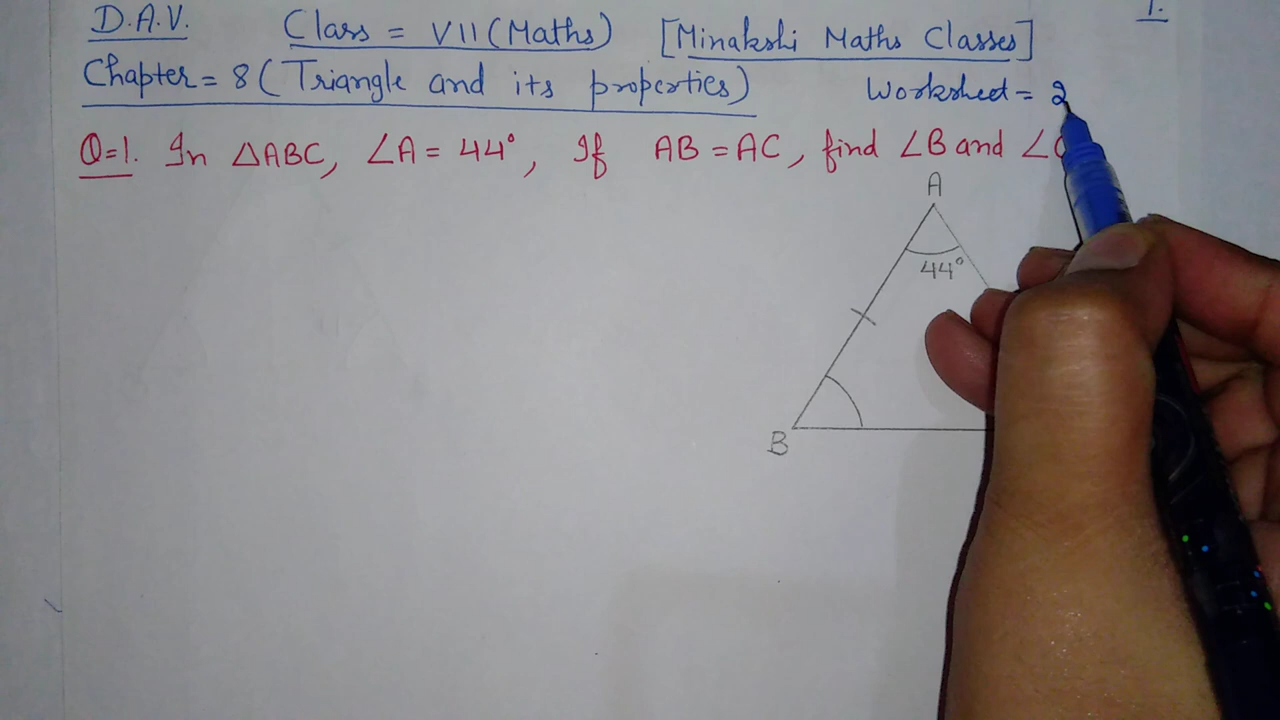 1.
D.A.V. Class = VII (Maths) [Minakshi Maths Classes]
Chapter = 8 (Triangle and its properties) Worksheet = 2
Q=1. In △ABC, ∠A = 44°, If AB = AC, find ∠B and ∠C
A
44°
B